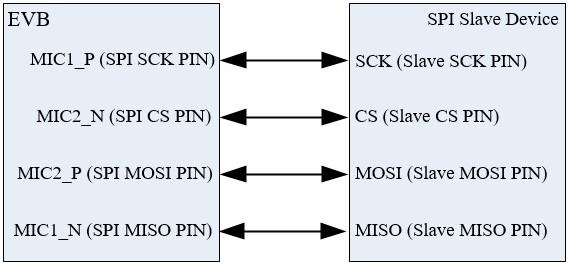 EVB
SPI Slave Device
MIC1_P (SPI SCK PIN)
SCK (Slave SCK PIN)
MIC2_N (SPI CS PIN)
CS (Slave CS PIN)
MIC2_P (SPI MOSI PIN)
MOSI (Slave MOSI PIN)
MIC1_N (SPI MISO PIN)
MISO (Slave MISO PIN)